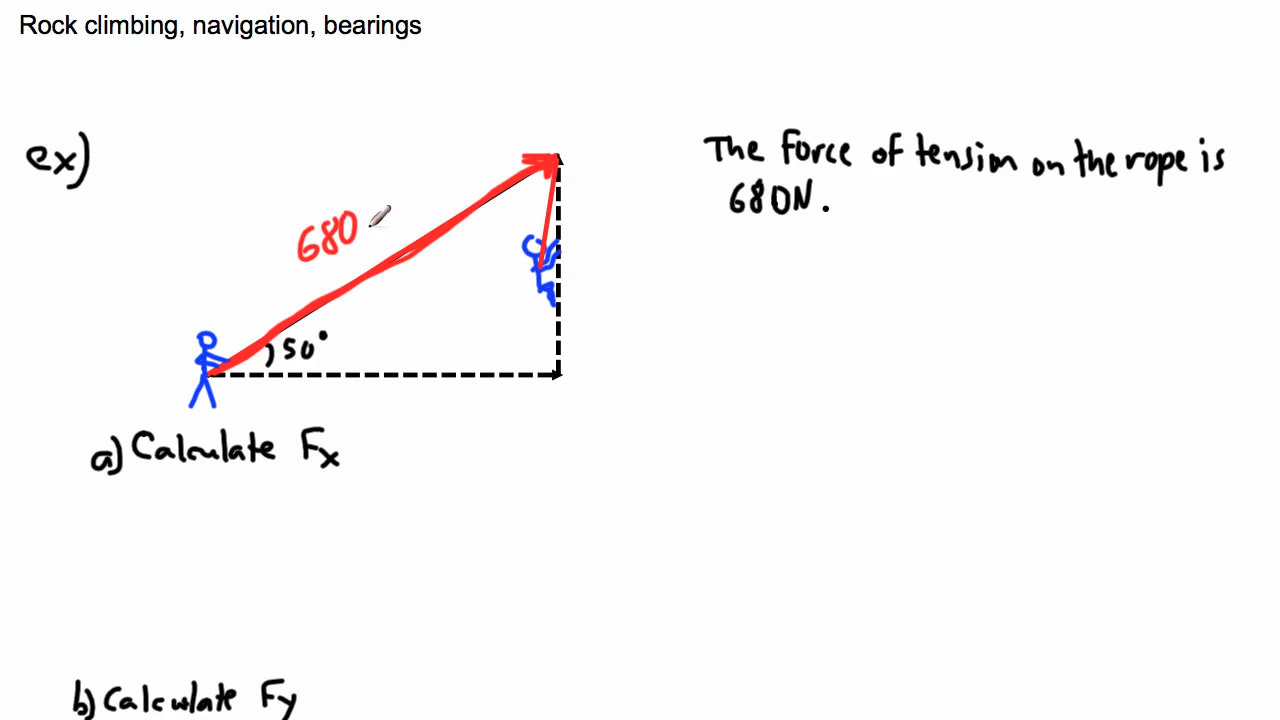 Rock climbing, navigation, bearings
ex)
The force of tension on the rope is
680N.
680
50°
a) Calculate Fx
b) Calculate Fy